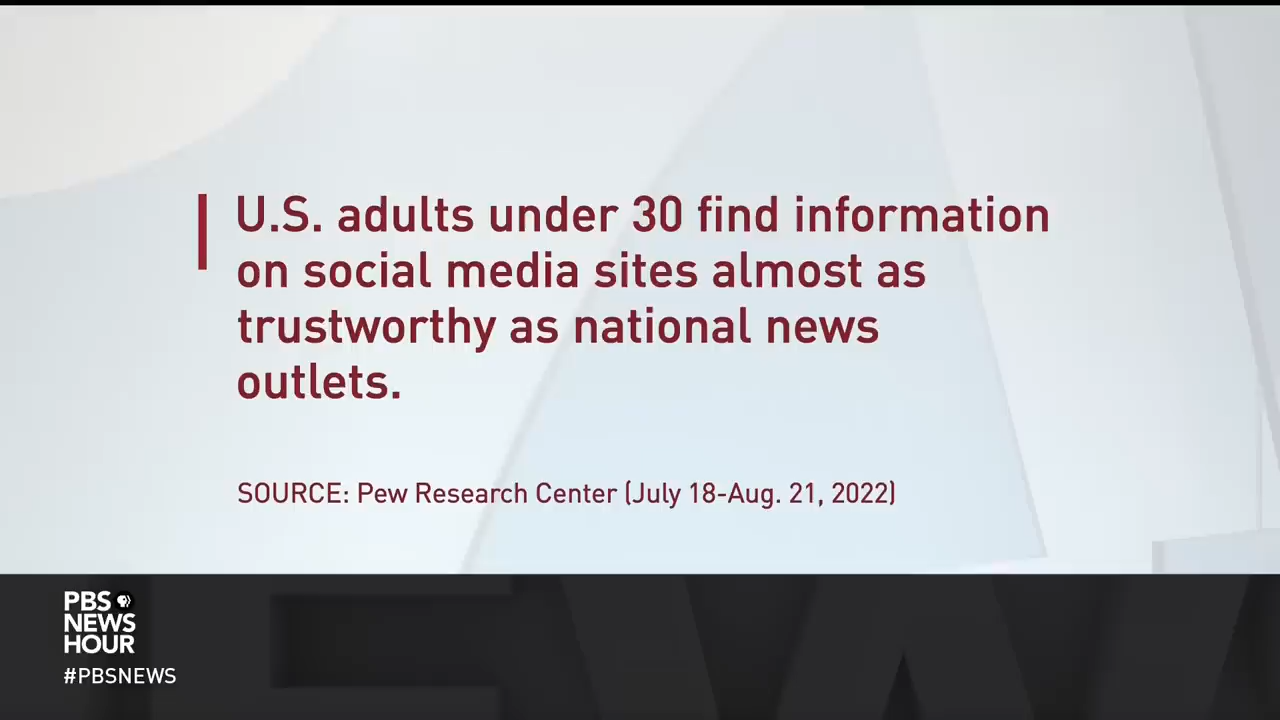 U.S. adults under 30 find information
on social media sites almost as
trustworthy as national news
outlets.
SOURCE: Pew Research Center (July 18-Aug. 21, 2022)
PBS
NEWS
HOUR
#PBSNEWS